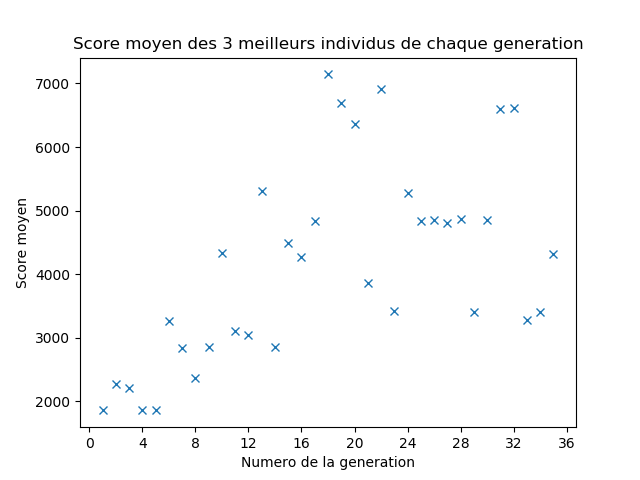 Score moyen des 3 meilleurs individus de chaque generation
7000
6000
5000
4000
3000
2000
Score moyen
0 4 8 12 16 20 24 28 32 36
Numero de la generation